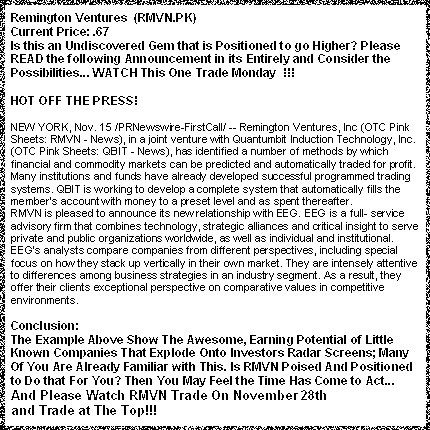 Remington Ventures (RMVN.PK)
Current Price: .67
Is this an Undiscovered Gem that is Positioned to go Higher? Please
READ the following Announcement in its Entirely and Consider the
Possibilities... WATCH This One Trade Monday !!!
HOT OFF THE PRESS!
NEW YORK, Nov. 15 /PRNewswire-FirstCall/ -- Remington Ventures, Inc (OTC Pink
Sheets: RMVN - News), in a joint venture with Quantumbit Induction Technology, Inc.
(OTC Pink Sheets: QBIT - News), has identified a number of methods by which
financial and commodity markets can be predicted and automatically traded for profit.
Many institutions and funds have already developed successful programmed trading
systems. QBIT is working to develop a complete system that automatically fills the
member's account with money to a preset level and as spent thereafter.
RMVN is pleased to announce its new relationship with EEG. EEG is a full- service
advisory firm that combines technology, strategic alliances and critical insight to serve
private and public organizations worldwide, as well as individual and institutional.
EEG's analysts compare companies from different perspectives, including special
focus on how they stack up vertically in their own market. They are intensely attentive
to differences among business strategies in an industry segment. As a result, they
offer their clients exceptional perspective on comparative values in competitive
environments.
Conclusion:
The Example Above Show The Awesome, Earning Potential of Little
Known Companies That Explode Onto Investors Radar Screens; Many
Of You Are Already Familiar with This. Is RMVN Poised And Positioned
to Do that For You? Then You May Feel the Time Has Come to Act...
And Please Watch RMVN Trade On November 28th
and Trade at The Top!!!